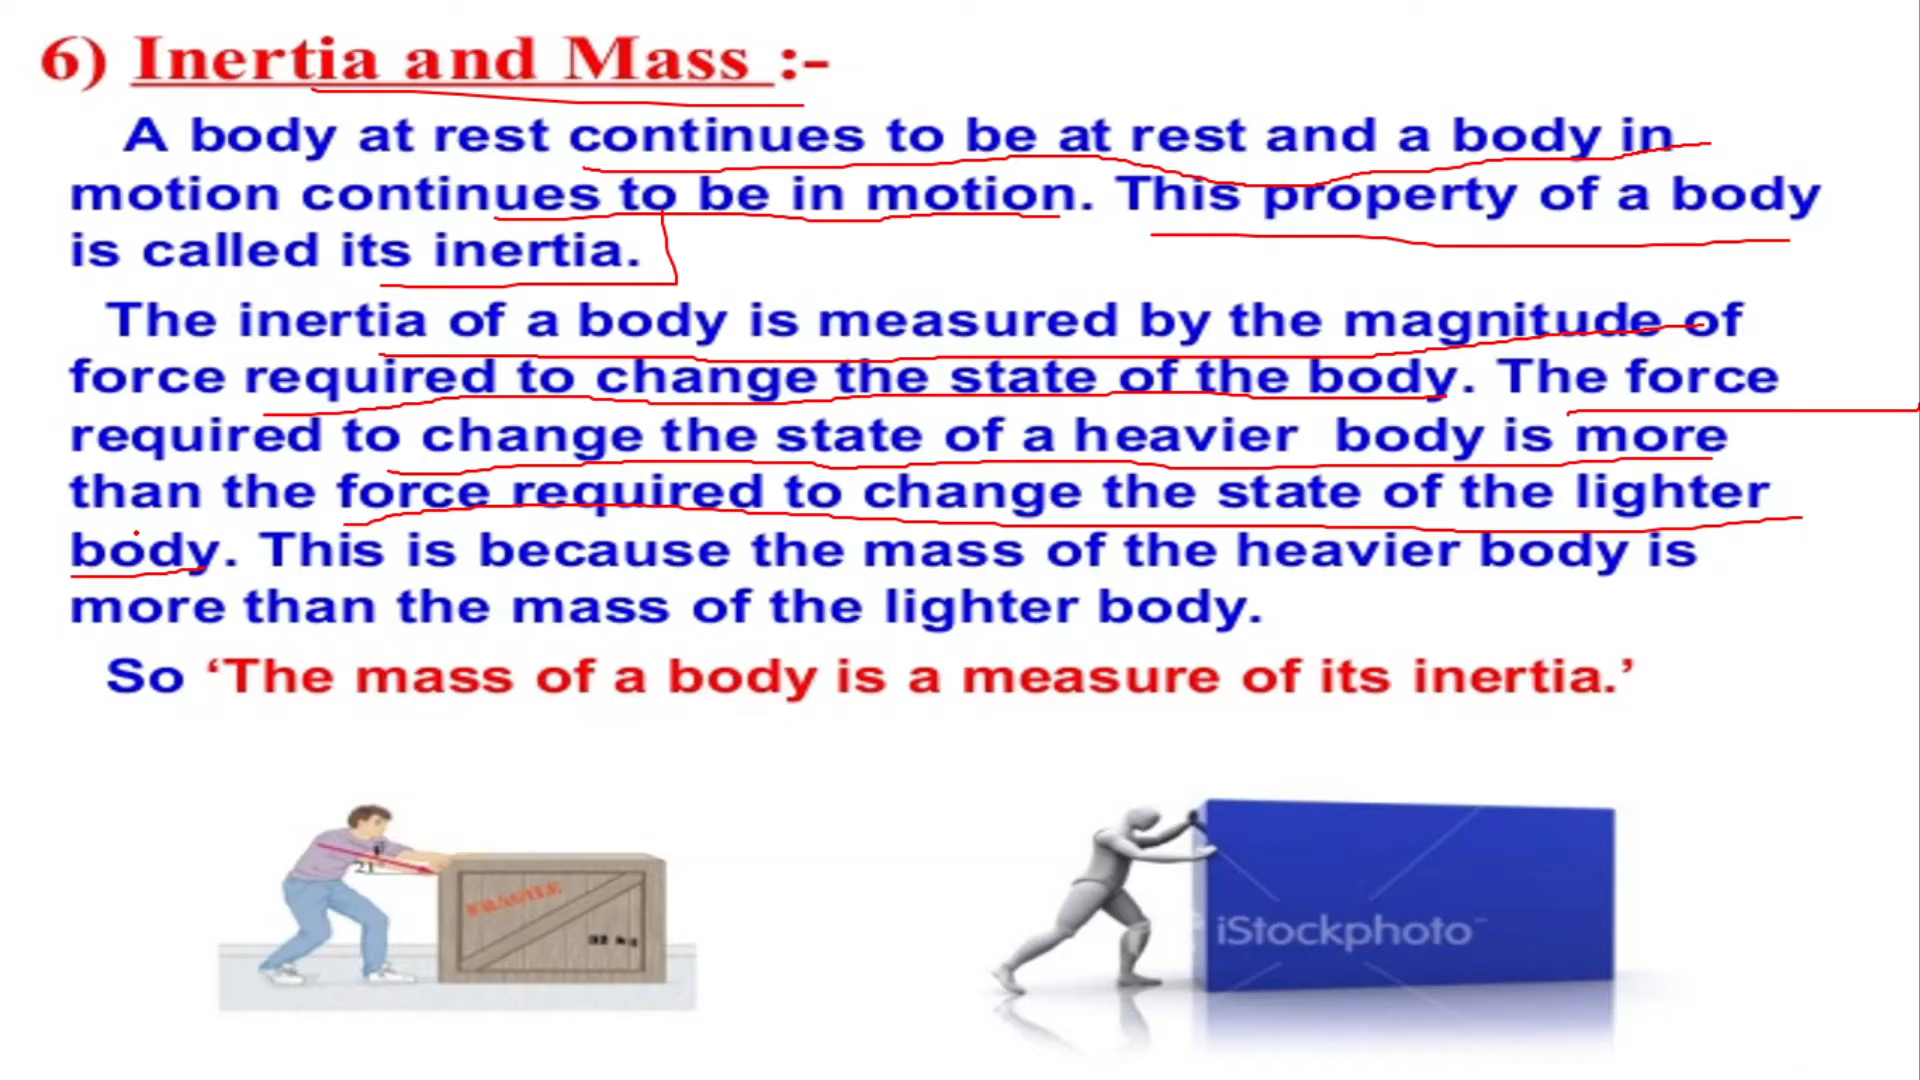 6) Inertia and Mass :-
A body at rest continues to be at rest and a body in
motion continues to be in motion. This property of a body
is called its inertia.
The inertia of a body is measured by the magnitude of
force required to change the state of the body. The force
required to change the state of a heavier body is more
than the force required to change the state of the lighter
body. This is because the mass of the heavier body is
more than the mass of the lighter body.
So ‘The mass of a body is a measure of its inertia.’
FRAGILE
iStockphoto